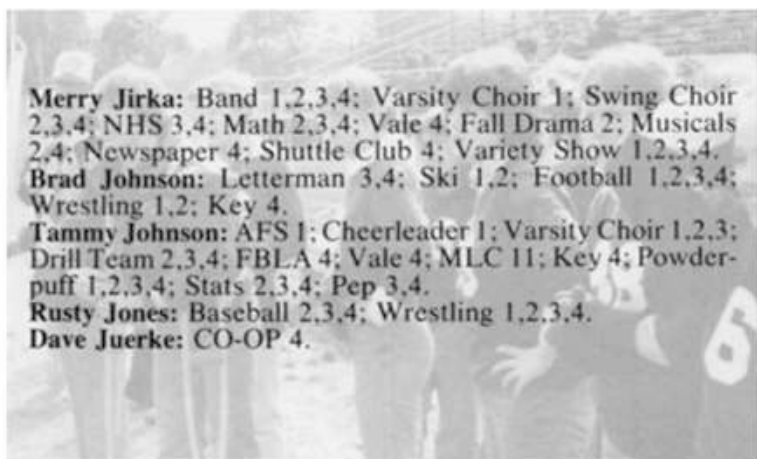 Merry Jirka: Band 1,2,3,4; Varsity Choir 1; Swing Choir
2,3,4; NHS 3,4; Math 2,3,4; Vale 4; Fall Drama 2; Musicals
2,4; Newspaper 4; Shuttle Club 4; Variety Show 1,2,3,4.
Brad Johnson: Letterman 3,4; Ski 1,2; Football 1,2,3,4;
Wrestling 1,2; Key 4.
Tammy Johnson: AFS 1; Cheerleader 1; Varsity Choir 1,2,3;
Drill Team 2,3,4; FBLA 4; Vale 4; MLC 11; Key 4; Powder-
puff 1,2,3,4; Stats 2,3,4; Pep 3,4.
Rusty Jones: Baseball 2,3,4; Wrestling 1,2,3,4.
Dave Juerke: CO-OP 4.
6